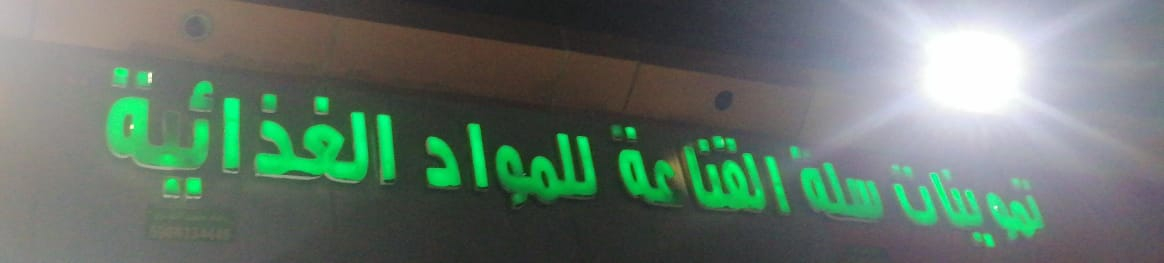 تموينات سلة القناعة للمواد الغذائية